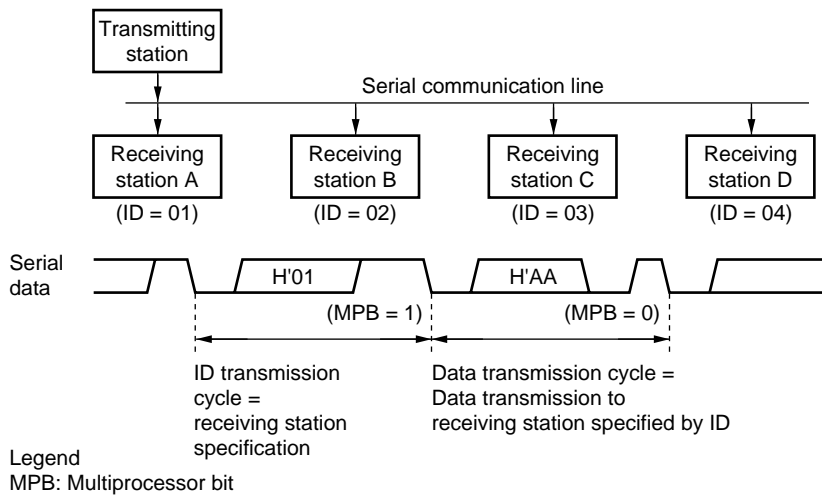 Transmitting
station
Serial communication line
Receiving
station A
Receiving
station B
Receiving
station C
Receiving
station D
(ID = 01)
(ID = 02)
(ID = 03)
(ID = 04)
Serial
data
H'01
H'AA
(MPB = 1)
(MPB = 0)
ID transmission
cycle =
receiving station
specification
Data transmission cycle =
Data transmission to
receiving station specified by ID
Legend
MPB: Multiprocessor bit